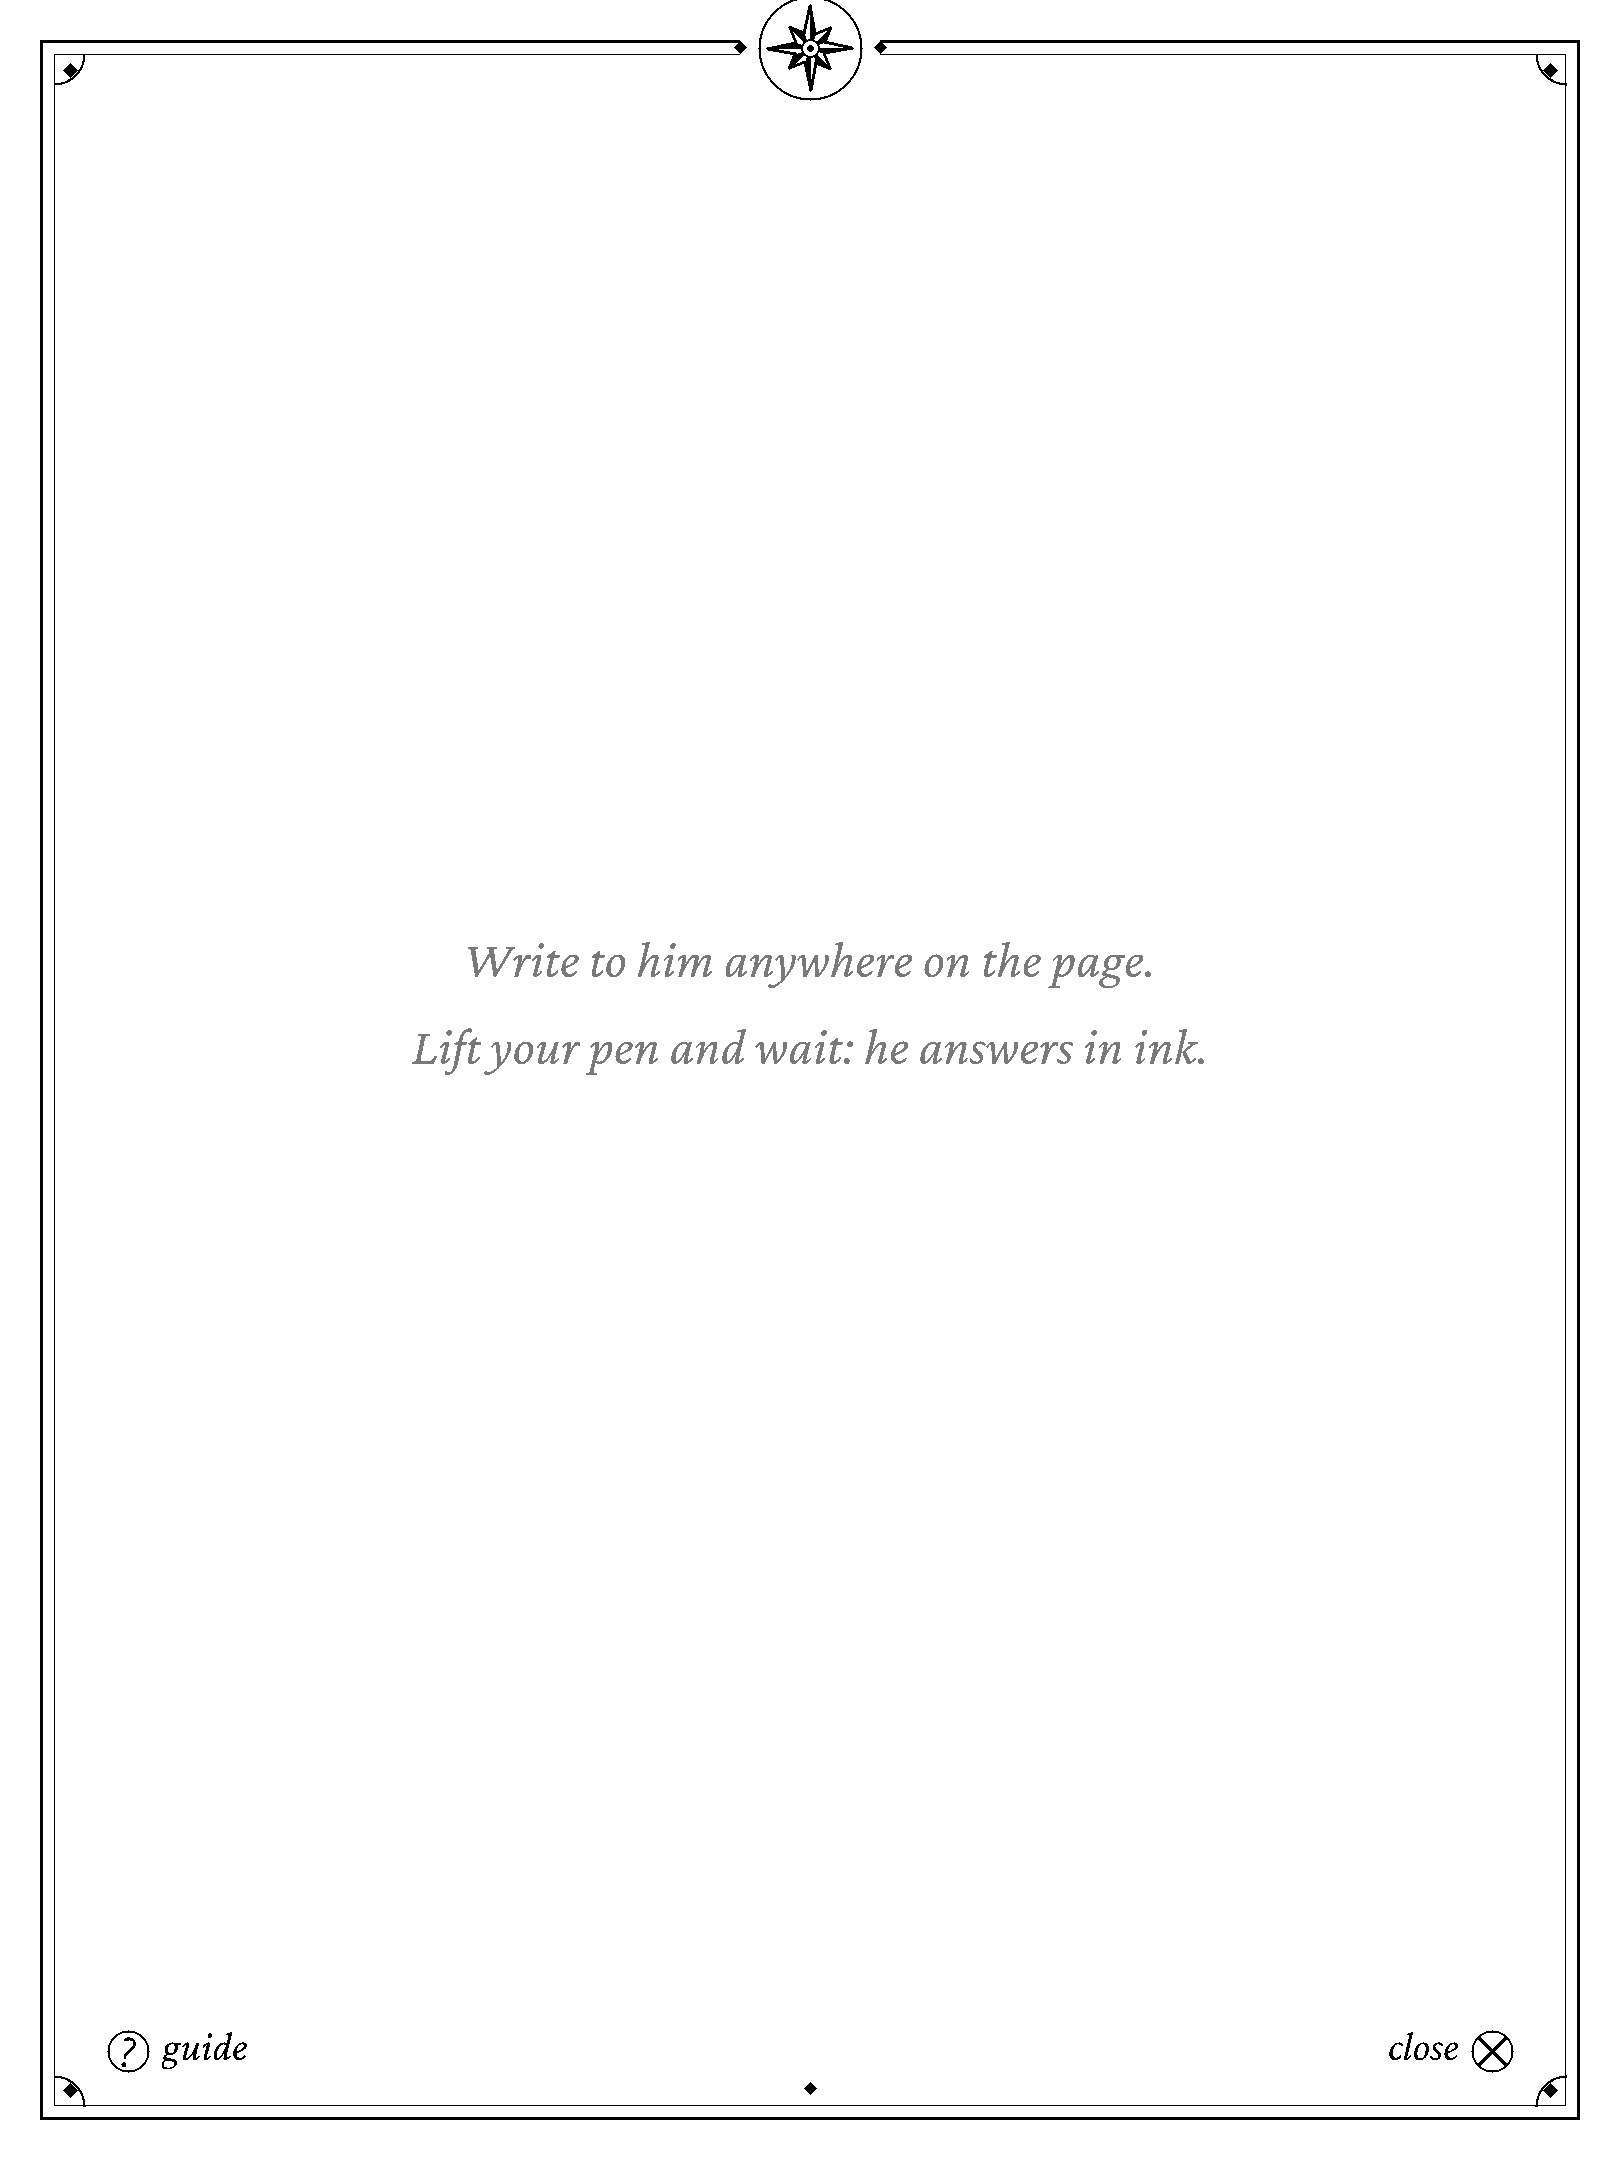 Write to him anywhere on the page.
Lift your pen and wait: he answers in ink.
? guide
close